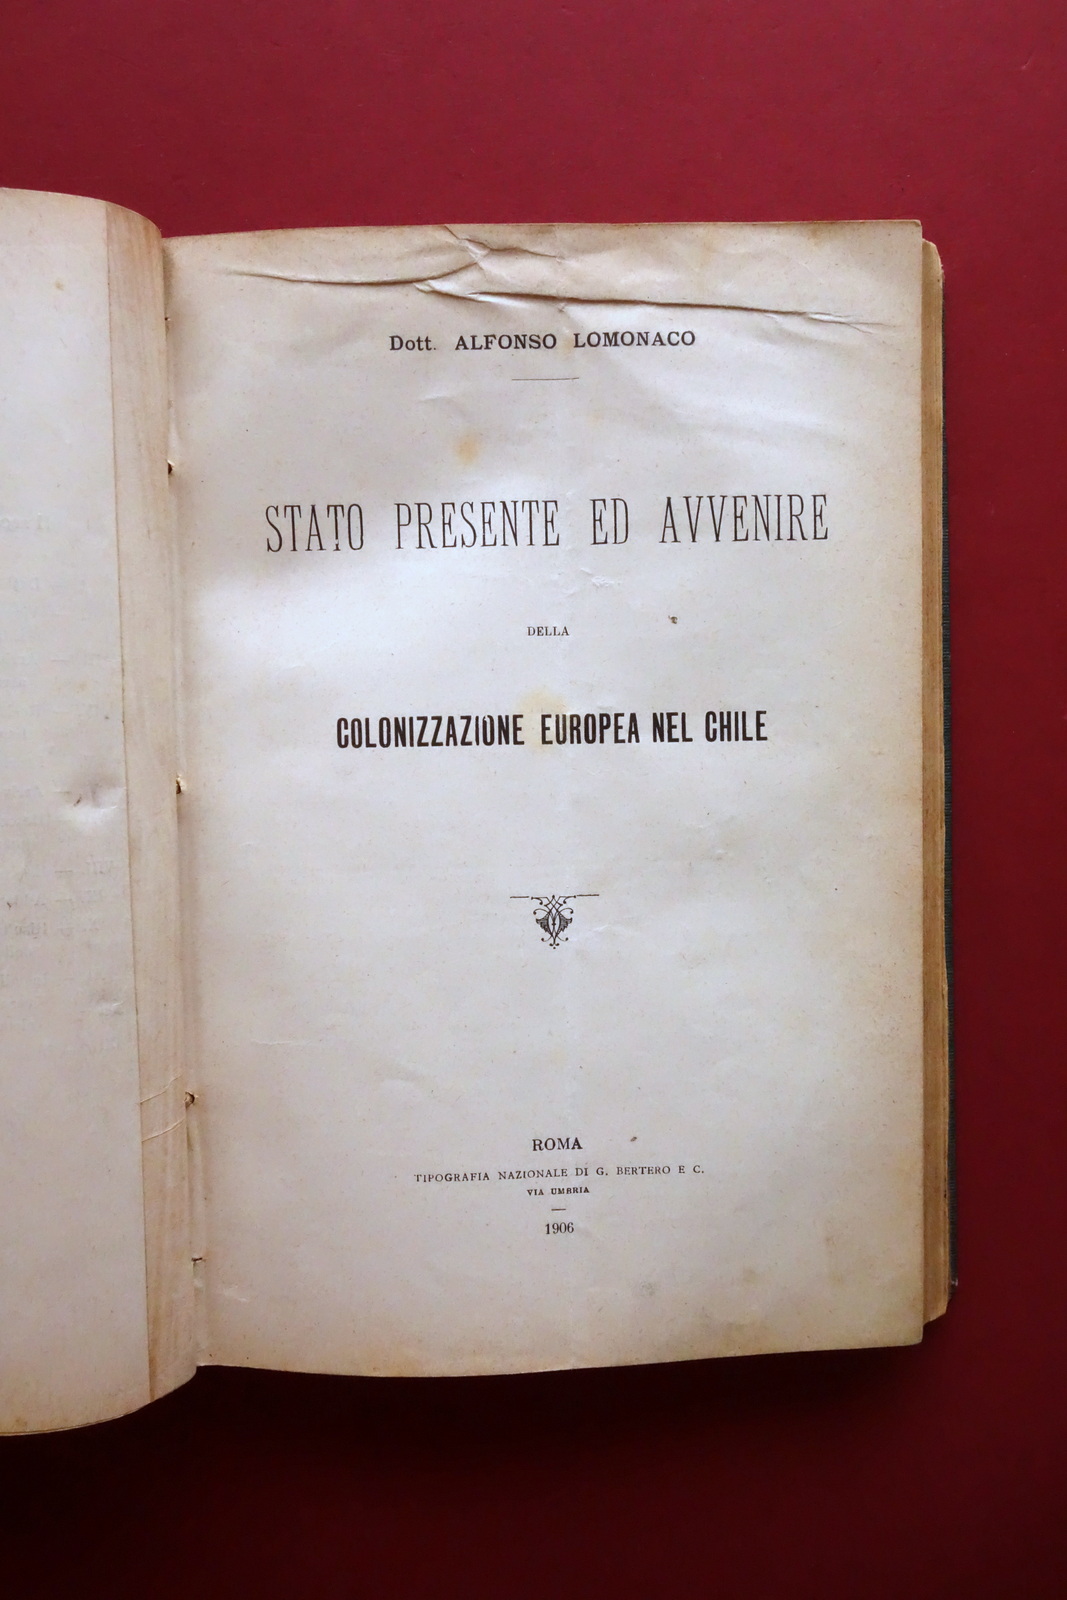 Dott. ALFONSO LOMONACO
STATO PRESENTE ED AVVENIRE
DELLA
COLONIZZAZIONE EUROPEA NEL CHILE
ROMA
TIPOGRAFIA NAZIONALE DI G. BERTERO E C.
VIA UMBRIA
1906